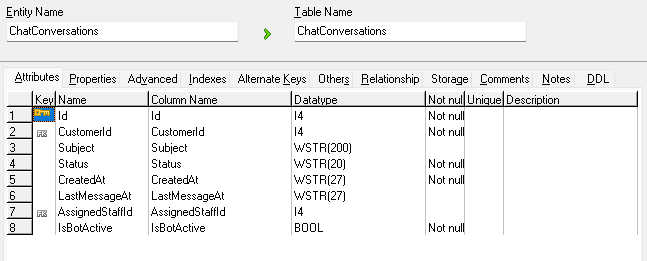 Entity Name Table Name
ChatConversations ChatConversations
Attributes Properties Advanced Indexes Alternate Keys Others Relationship Storage Comments Notes DDL
Key Name Column Name Datatype Not nul Unique Description
1 Id Id I4 Not null
2 FK CustomerId CustomerId I4 Not null
3 Subject Subject WSTR(200)
4 Status Status WSTR(20) Not null
5 CreatedAt CreatedAt WSTR(27) Not null
6 LastMessageAt LastMessageAt WSTR(27)
7 FK AssignedStaffId AssignedStaffId I4
8 IsBotActive IsBotActive BOOL Not null